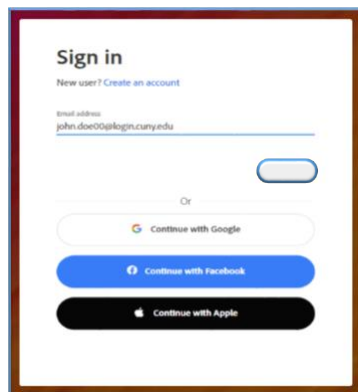 Sign in
New user? Create an account
Email address
john.doe00@login.cuny.edu
Or
Continue with Google
Continue with Facebook
Continue with Apple